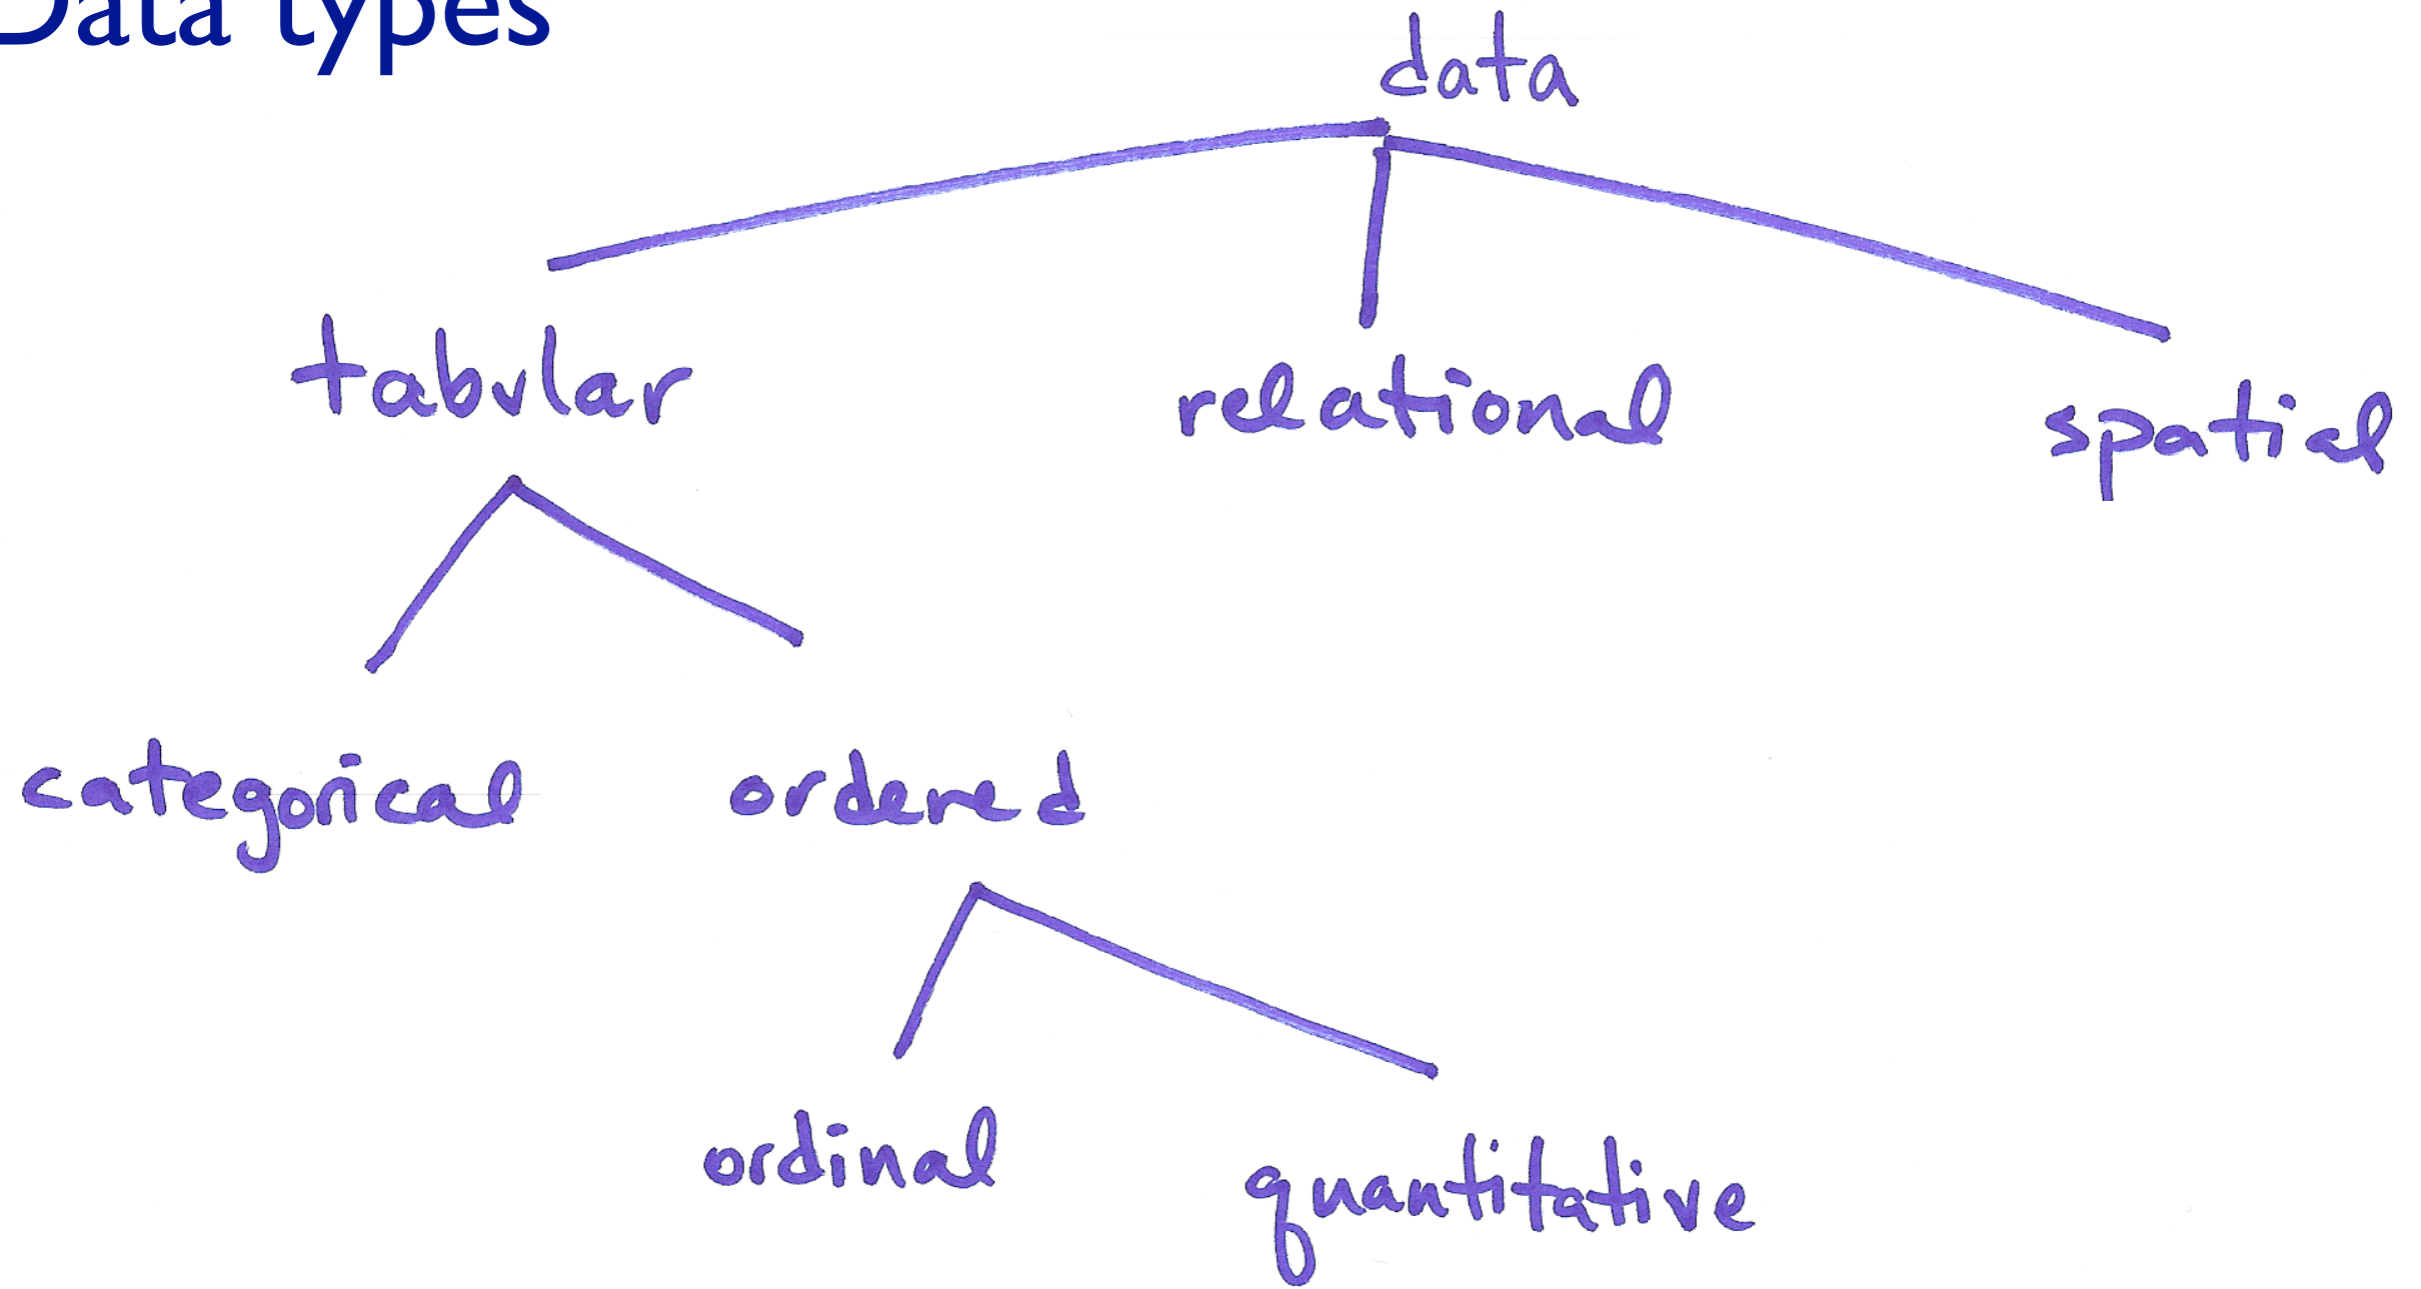 Data types
data
tabular
relational
spatial
categorical
ordered
ordinal
quantitative